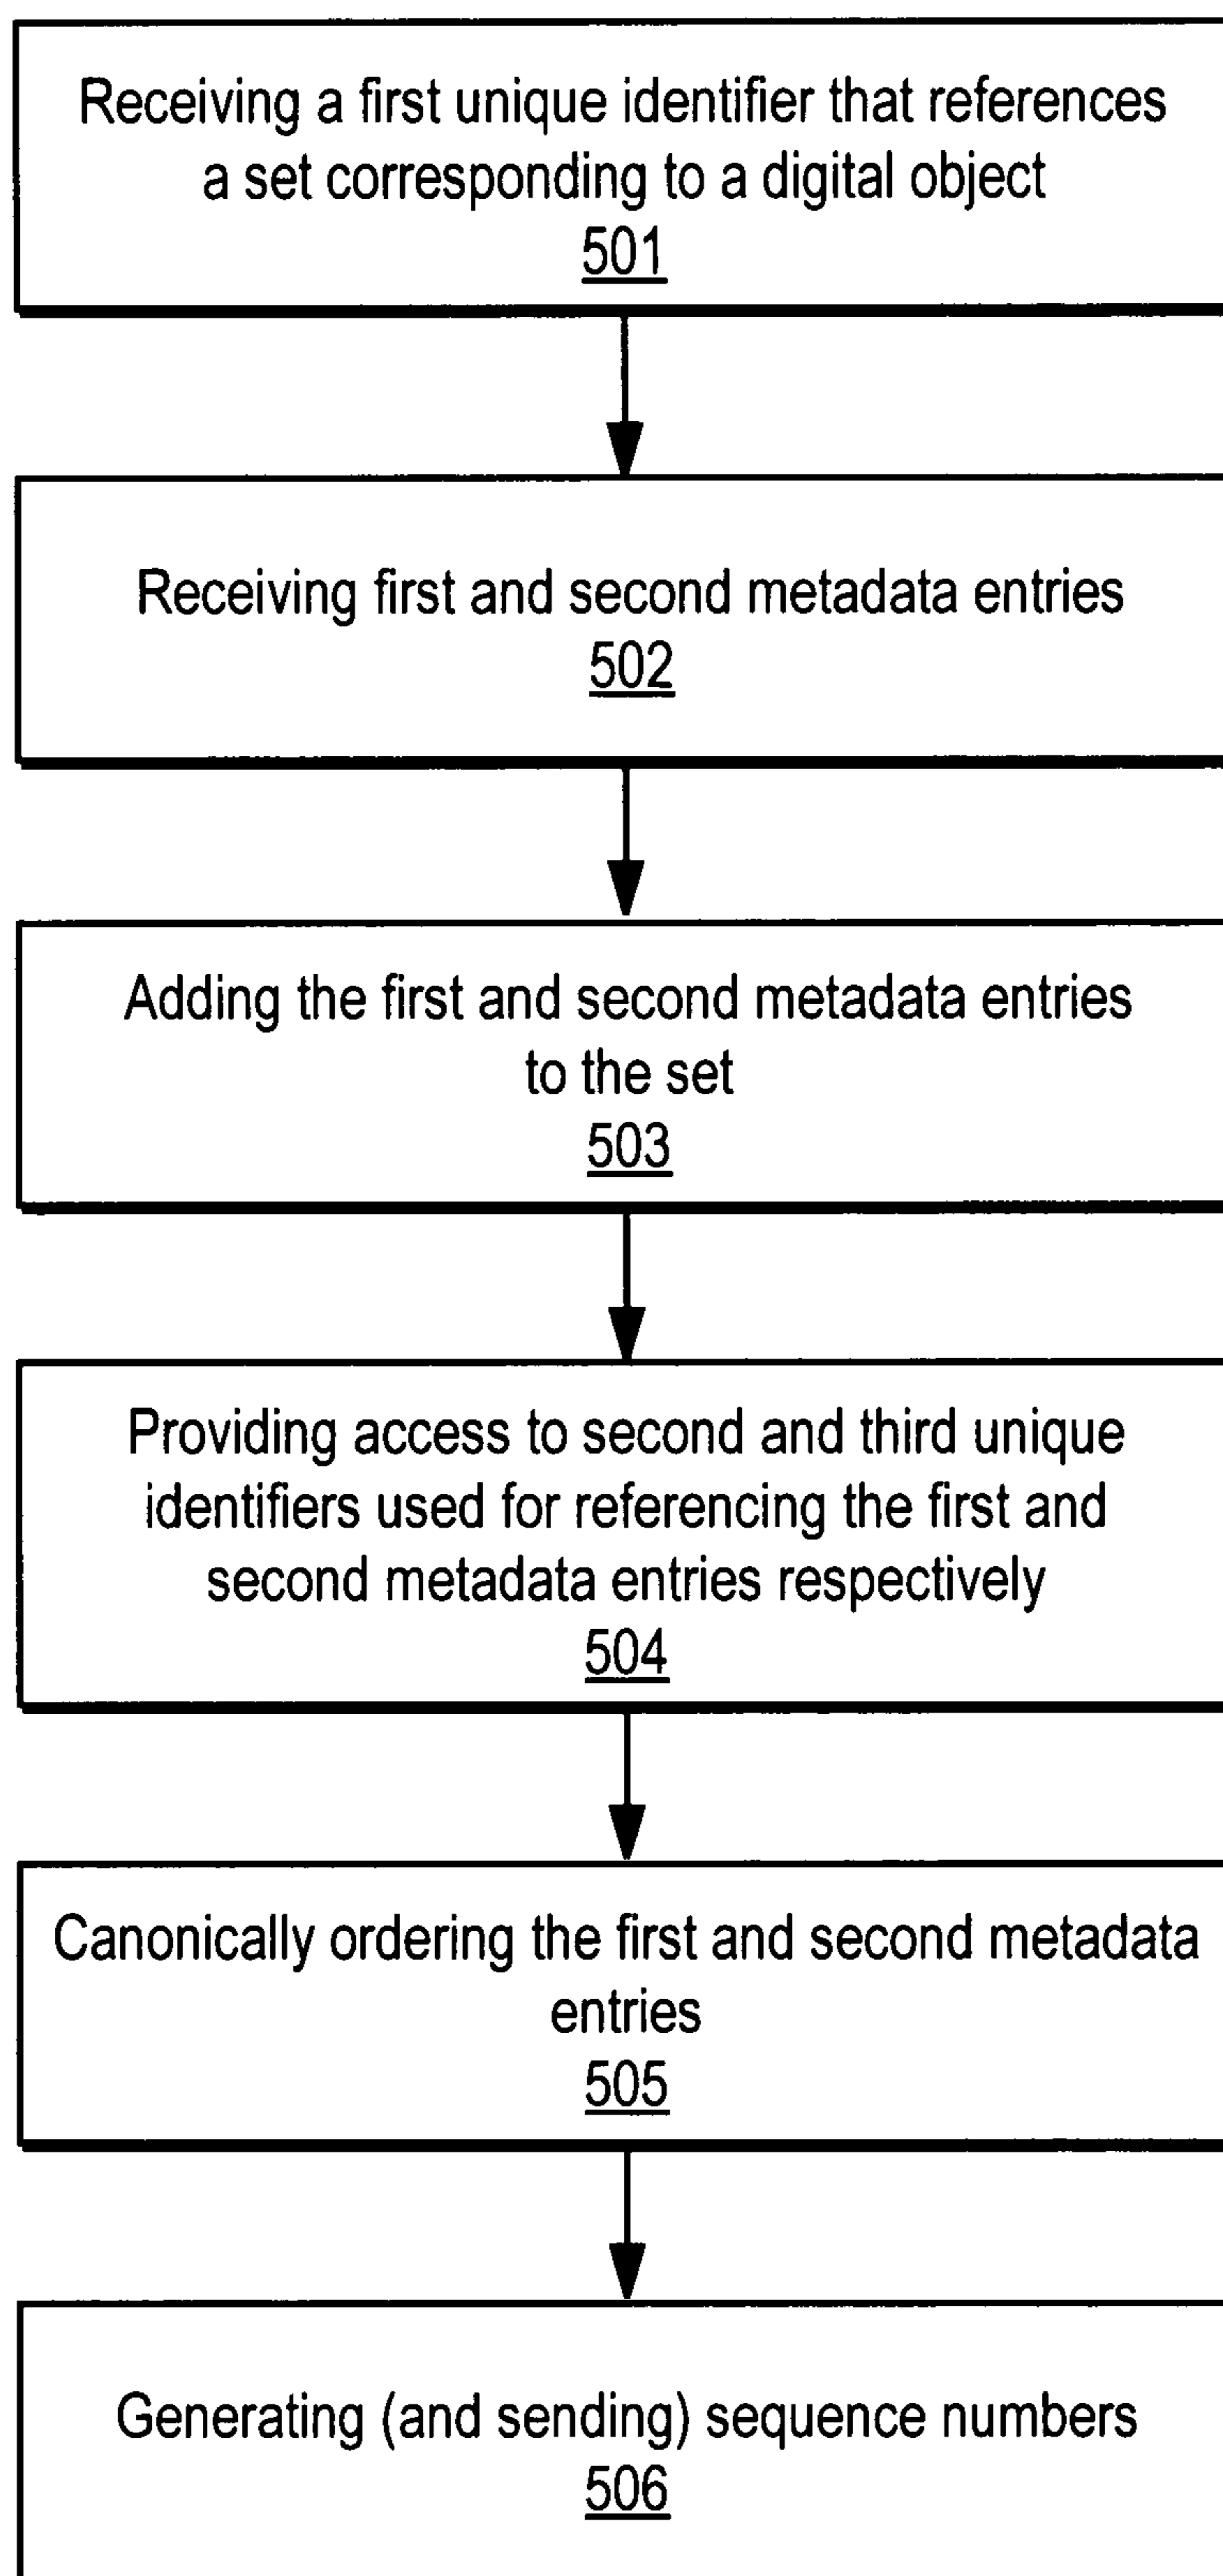 Receiving a first unique identifier that references
a set corresponding to a digital object
501
Receiving first and second metadata entries
502
Adding the first and second metadata entries
to the set
503
Providing access to second and third unique
identifiers used for referencing the first and
second metadata entries respectively
504
Canonically ordering the first and second metadata
entries
505
Generating (and sending) sequence numbers
506